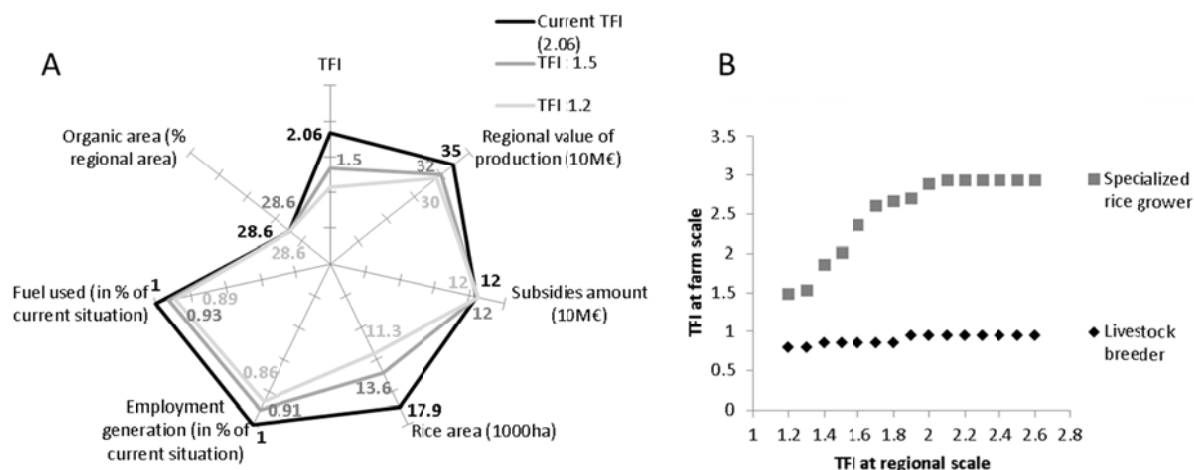 A
Current TFI
(2.06)
TFI 1.5
TFI 1.2
TFI
2.06
1.5
Regional value of
production (10M€)
35
32
30
Subsidies amount
(10M€)
12
12
12
Rice area (1000ha)
17.9
13.6
11.3
Employment
generation (in % of
current situation)
1
0.91
0.86
Fuel used (in % of
current situation)
1
0.93
0.89
Organic area (%
regional area)
28.6
28.6
28.6
B
TFI at farm scale
3.5
3
2.5
2
1.5
1
0.5
0
1
1.2
1.4
1.6
1.8
2
2.2
2.4
2.6
2.8
TFI at regional scale
Specialized
rice grower
Livestock
breeder